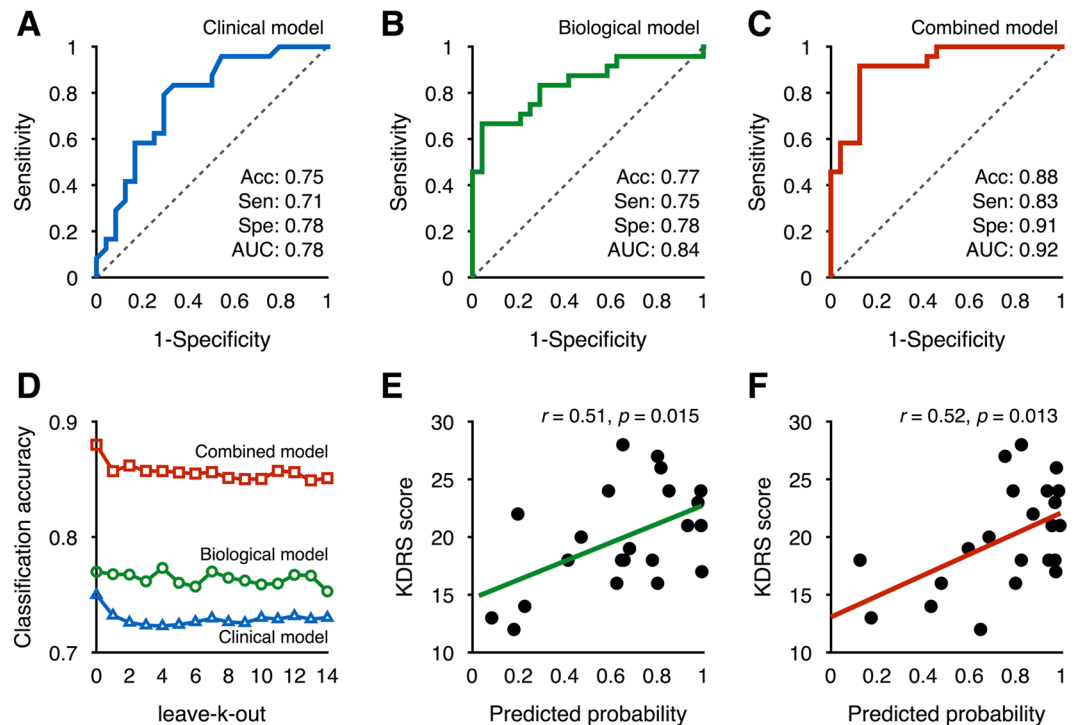 A
Clinical model
1
0.8
0.6
0.4
0.2
0
Sensitivity
Acc: 0.75
Sen: 0.71
Spe: 0.78
AUC: 0.78
0 0.2 0.4 0.6 0.8 1
1-Specificity
B
Biological model
1
0.8
0.6
0.4
0.2
0
Sensitivity
Acc: 0.77
Sen: 0.75
Spe: 0.78
AUC: 0.84
0 0.2 0.4 0.6 0.8 1
1-Specificity
C
Combined model
1
0.8
0.6
0.4
0.2
0
Sensitivity
Acc: 0.88
Sen: 0.83
Spe: 0.91
AUC: 0.92
0 0.2 0.4 0.6 0.8 1
1-Specificity
D
0.9
0.8
0.7
Classification accuracy
Combined model
Biological model
Clinical model
0 2 4 6 8 10 12 14
leave-k-out
E
r = 0.51, p = 0.015
30
25
20
15
10
KDRS score
0 0.2 0.4 0.6 0.8 1
Predicted probability
F
r = 0.52, p = 0.013
30
25
20
15
10
KDRS score
0 0.2 0.4 0.6 0.8 1
Predicted probability